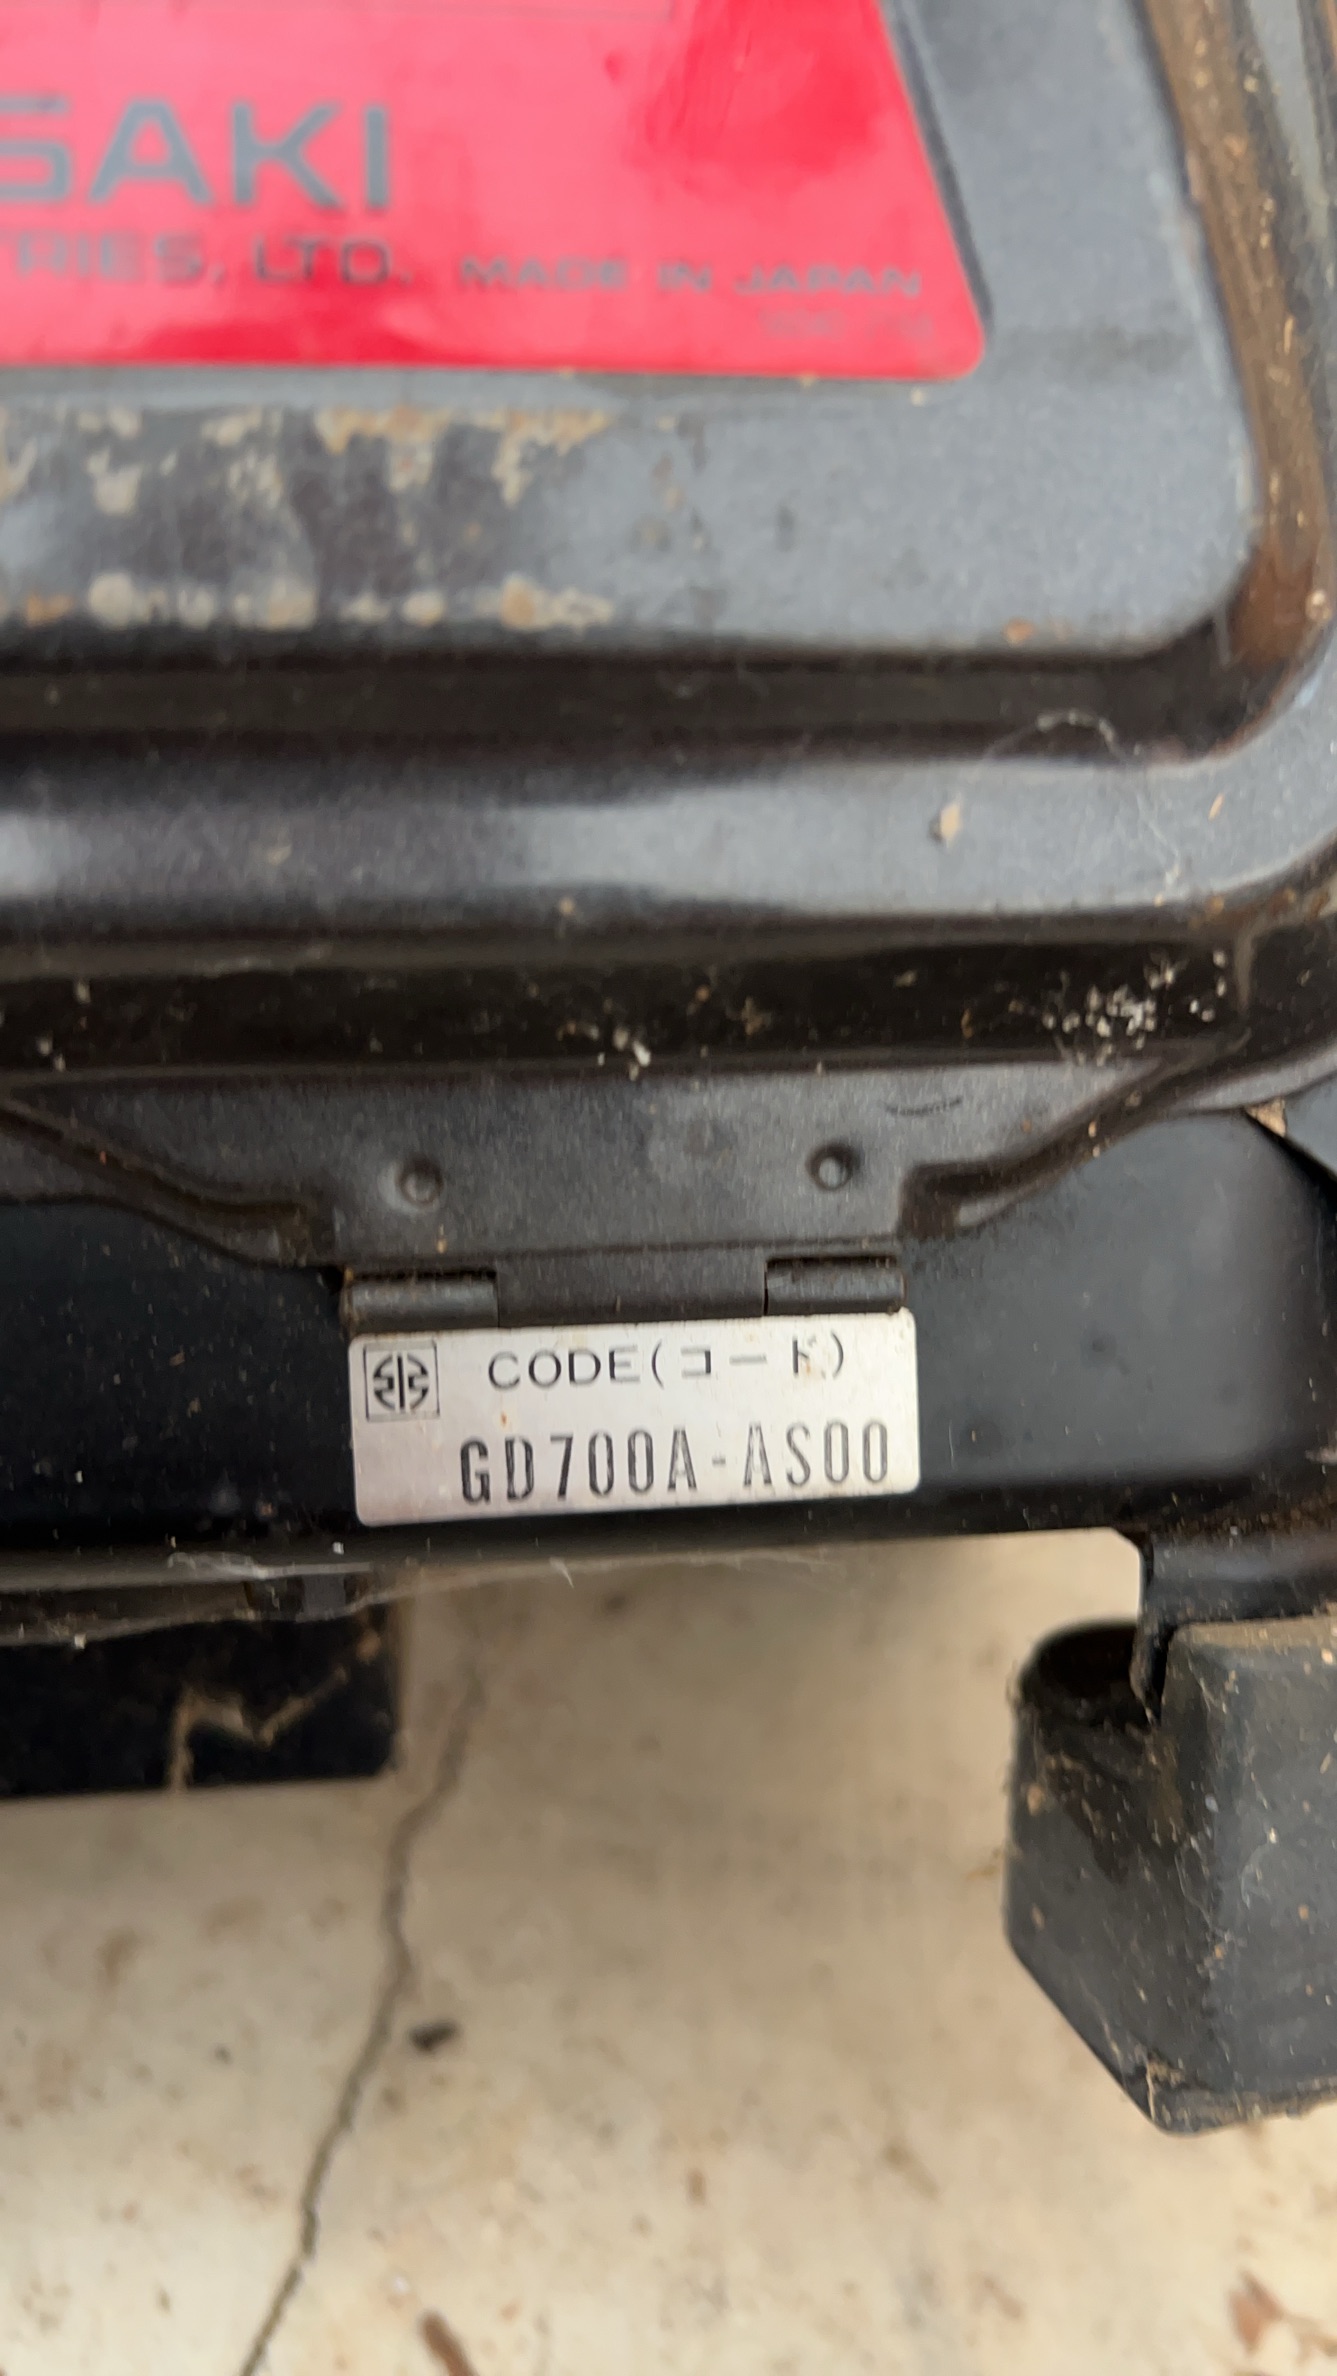 SAKI
TRIES, LTD. MADE IN JAPAN
CODE(コード)
GD700A-AS00